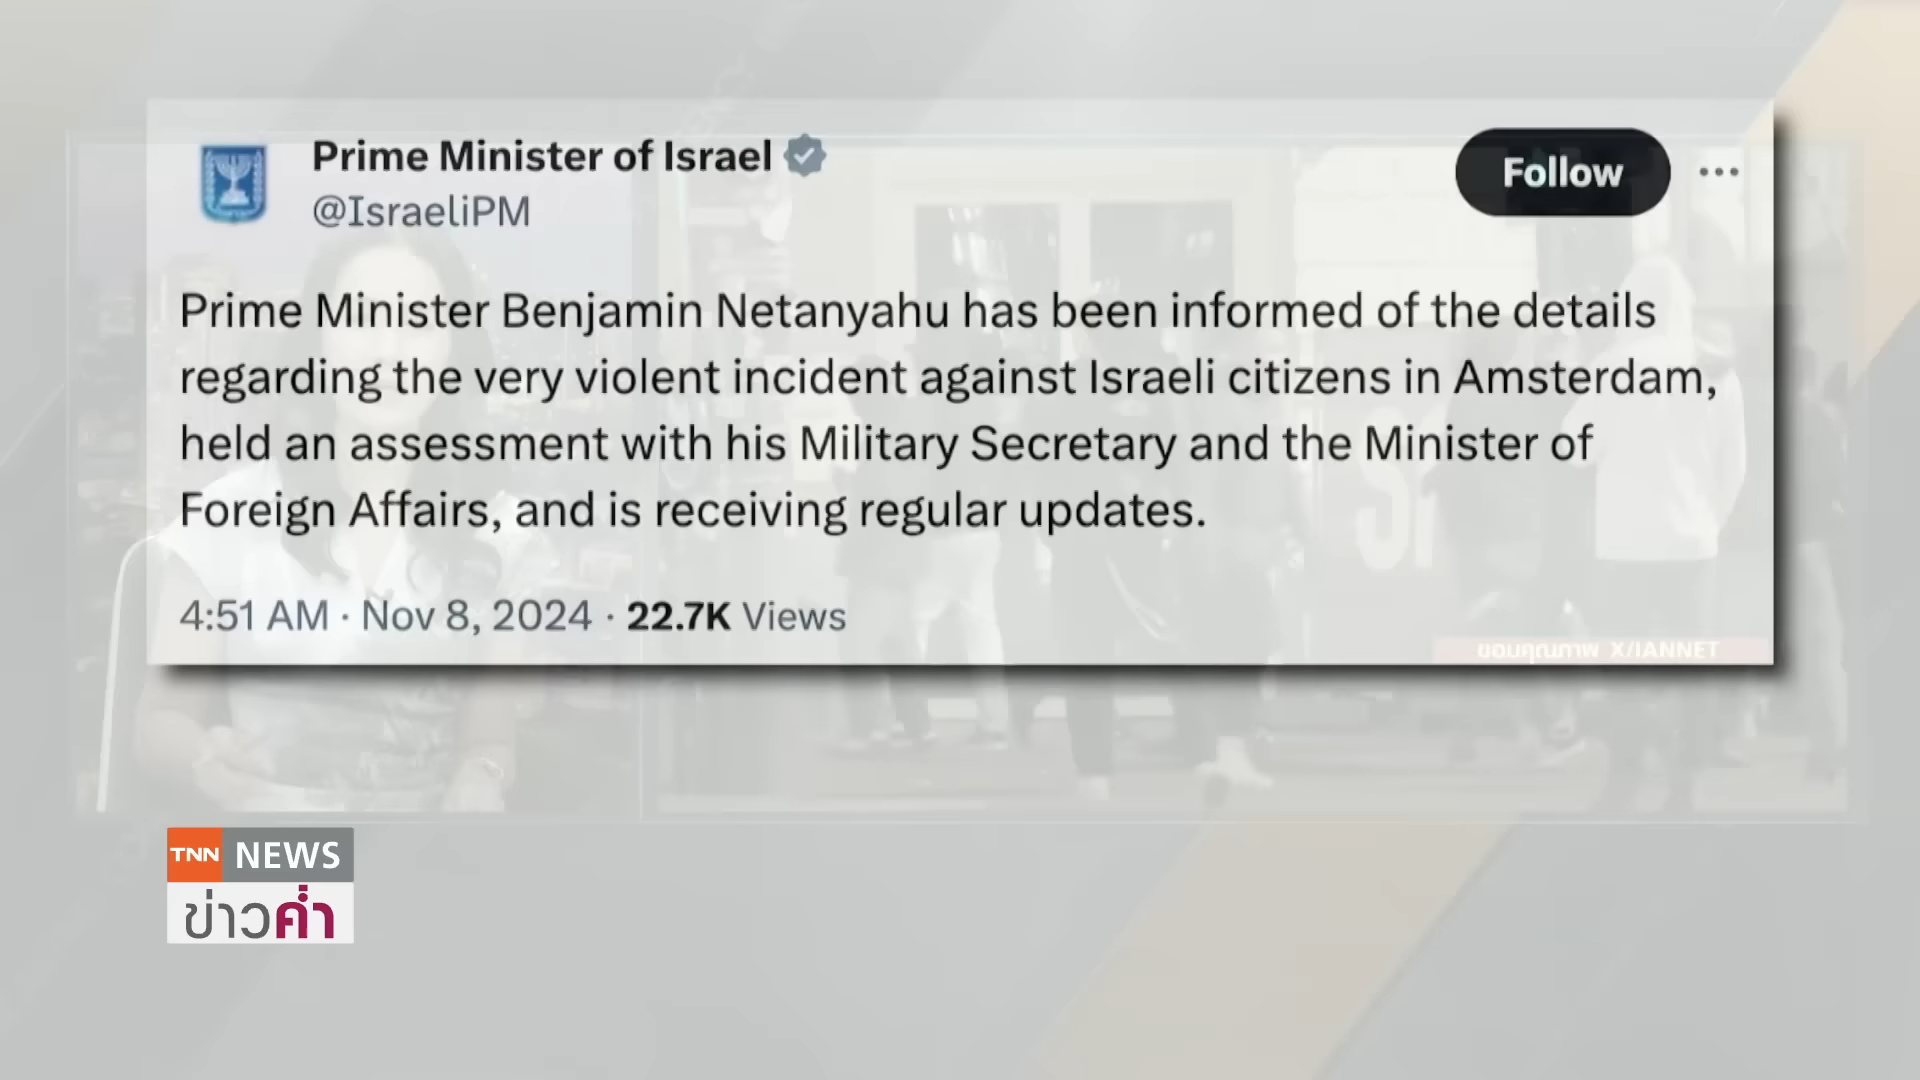 Prime Minister of Israel
@IsraeliPM
Follow
Prime Minister Benjamin Netanyahu has been informed of the details
regarding the very violent incident against Israeli citizens in Amsterdam,
held an assessment with his Military Secretary and the Minister of
Foreign Affairs, and is receiving regular updates.
4:51 AM · Nov 8, 2024 · 22.7K Views
ขอบคุณภาพ X/IANNET
TNN NEWS
ข่าวค่ำ